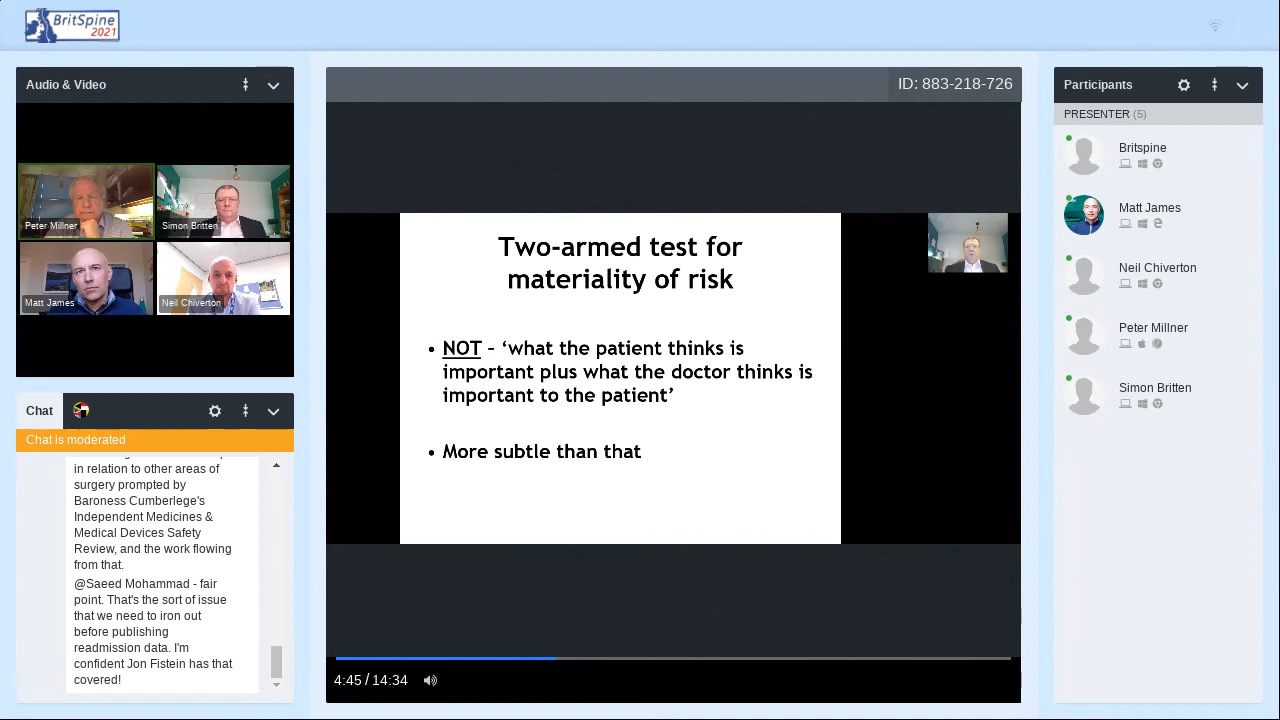 BritSpine
2021
Audio & Video
Peter Millner
Simon Britten
Matt James
Neil Chiverton
Chat
Chat is moderated
in relation to other areas of
surgery prompted by
Baroness Cumberlege's
Independent Medicines &
Medical Devices Safety
Review, and the work flowing
from that.
@Saeed Mohammad - fair
point. That's the sort of issue
that we need to iron out
before publishing
readmission data. I'm
confident Jon Fistein has that
covered!
ID: 883-218-726
Two-armed test for
materiality of risk
• NOT – ‘what the patient thinks is
important plus what the doctor thinks is
important to the patient’
• More subtle than that
4:45 / 14:34
Participants
PRESENTER (5)
Britspine
Matt James
Neil Chiverton
Peter Millner
Simon Britten